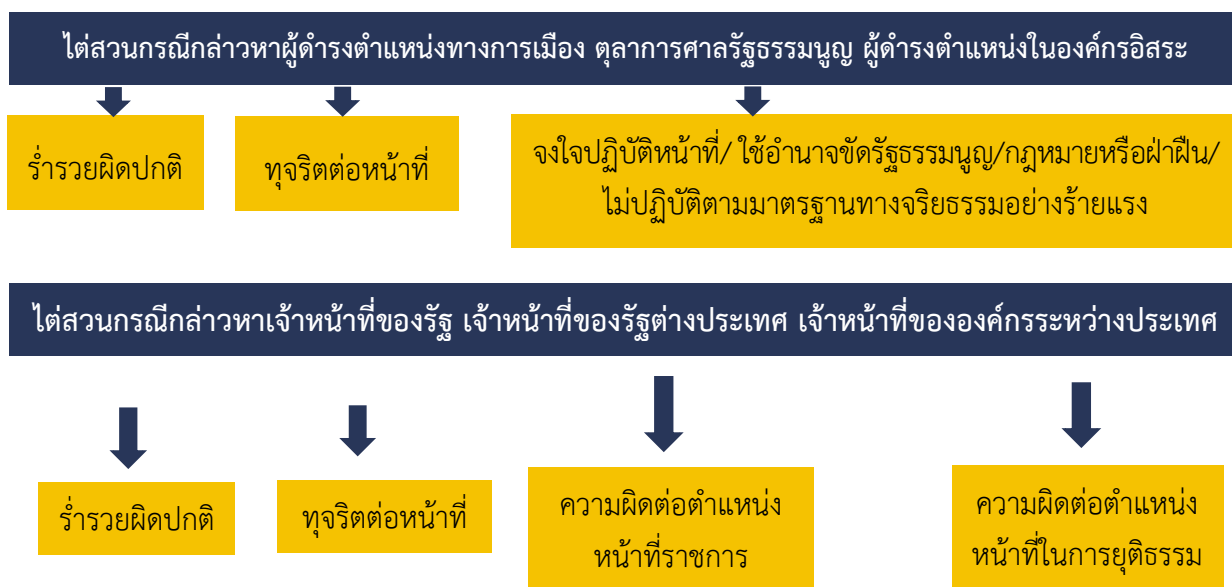 ไต่สวนกรณีกล่าวหาผู้ดำรงตำแหน่งทางการเมือง ตุลาการศาลรัฐธรรมนูญ ผู้ดำรงตำแหน่งในองค์กรอิสระ
ร่ำรวยผิดปกติ
ทุจริตต่อหน้าที่
จงใจปฏิบัติหน้าที่/ ใช้อำนาจขัดรัฐธรรมนูญ/กฎหมายหรือฝ่าฝืน/
ไม่ปฏิบัติตามมาตรฐานทางจริยธรรมอย่างร้ายแรง
ไต่สวนกรณีกล่าวหาเจ้าหน้าที่ของรัฐ เจ้าหน้าที่ของรัฐต่างประเทศ เจ้าหน้าที่ขององค์กรระหว่างประเทศ
ร่ำรวยผิดปกติ
ทุจริตต่อหน้าที่
ความผิดต่อตำแหน่ง
หน้าที่ราชการ
ความผิดต่อตำแหน่ง
หน้าที่ในการยุติธรรม